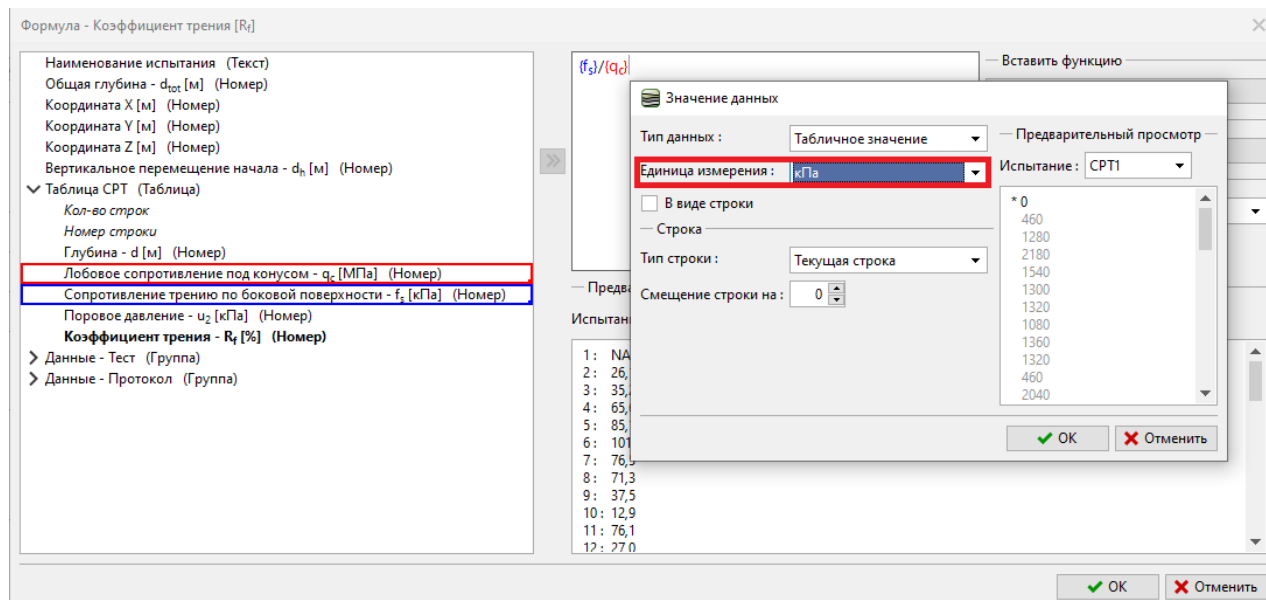 Формула - Коэффициент трения [Rf]
Наименование испытания (Текст)
Общая глубина - dtot [м] (Номер)
Координата X [м] (Номер)
Координата Y [м] (Номер)
Координата Z [м] (Номер)
Вертикальное перемещение начала - dh [м] (Номер)
Таблица CPT (Таблица)
Кол-во строк
Номер строки
Глубина - d [м] (Номер)
Лобовое сопротивление под конусом - qc [МПа] (Номер)
Сопротивление трению по боковой поверхности - fs [кПа] (Номер)
Поровое давление - u2 [кПа] (Номер)
Коэффициент трения - Rf [%] (Номер)
Данные - Тест (Группа)
Данные - Протокол (Группа)
{fs}/{qc}
Вставить функцию
Значение данных
Тип данных : Табличное значение
Единица измерения : кПа
В виде строки
Строка
Тип строки : Текущая строка
Смещение строки на : 0
Предварительный просмотр
Испытание : CPT1
* 0
460
1280
2180
1540
1300
1320
1080
1360
1320
460
2040
OK Отменить
1 : NA
2 : 26,
3 : 35,
4 : 65,
5 : 85,
6 : 101
7 : 76,
8 : 71,3
9 : 37,5
10 : 12,9
11 : 76,1
12 : 27,0
OK Отменить